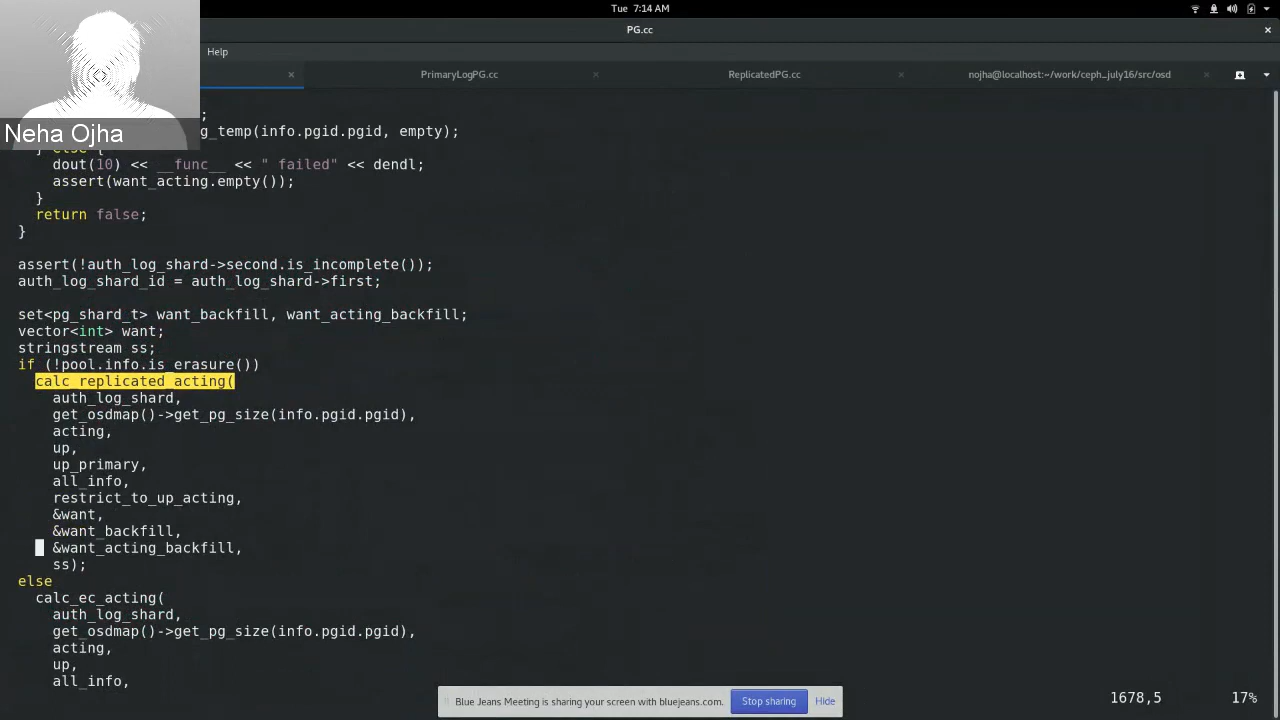 Tue 7:14 AM
PG.cc
Help
PrimaryLogPG.cc
ReplicatedPG.cc
nojha@localhost:~/work/ceph_july16/src/osd
Neha Ojha
;
g_temp(info.pgid.pgid, empty);
} else {
dout(10) << __func__ << " failed" << dendl;
assert(want_acting.empty());
}
return false;
}
assert(!auth_log_shard->second.is_incomplete());
auth_log_shard_id = auth_log_shard->first;
set<pg_shard_t> want_backfill, want_acting_backfill;
vector<int> want;
stringstream ss;
if (!pool.info.is_erasure())
calc_replicated_acting(
auth_log_shard,
get_osdmap()->get_pg_size(info.pgid.pgid),
acting,
up,
up_primary,
all_info,
restrict_to_up_acting,
&want,
&want_backfill,
&want_acting_backfill,
ss);
else
calc_ec_acting(
auth_log_shard,
get_osdmap()->get_pg_size(info.pgid.pgid),
acting,
up,
all_info,
Blue Jeans Meeting is sharing your screen with bluejeans.com.
Stop sharing
Hide
1678,5
17%